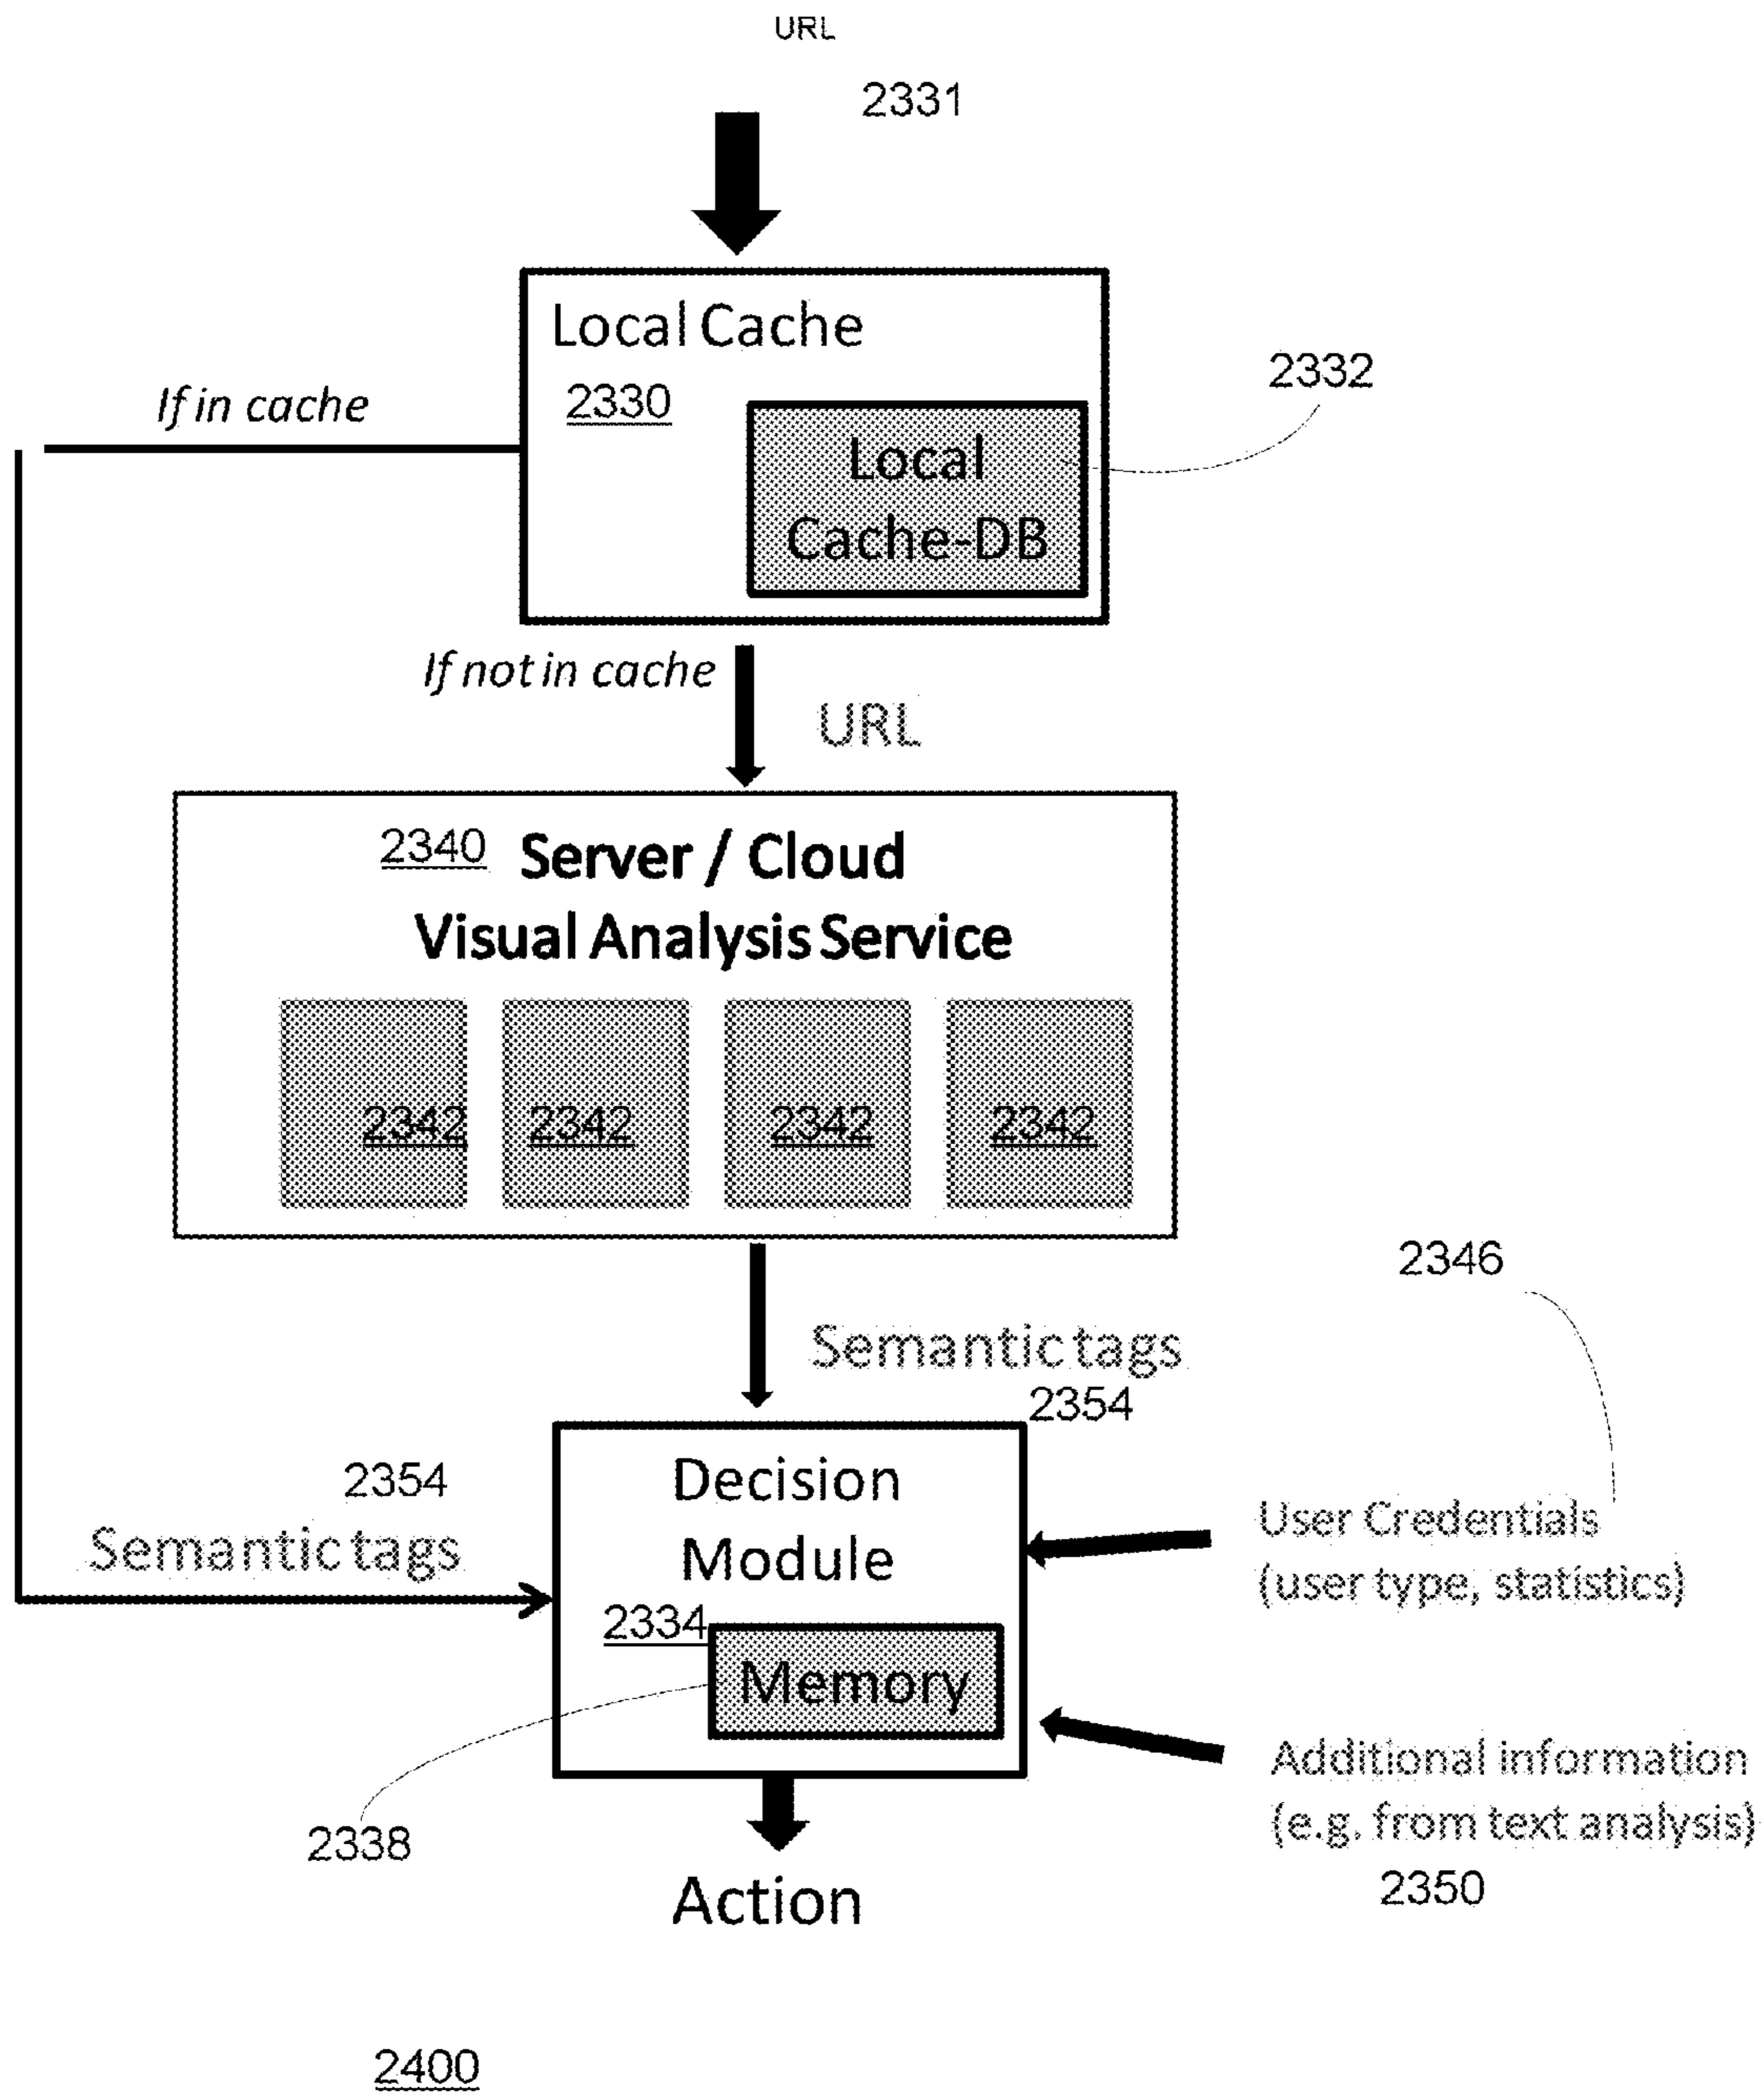 URL
2331
Local Cache
2330
2332
If in cache
Local
Cache-DB
If not in cache
URL
2340 Server / Cloud
Visual Analysis Service
2342 2342 2342 2342
2346
Semantic tags
2354
Decision
Module
2354
Semantic tags
User Credentials
(user type, statistics)
2334
Memory
Additional information
(e.g. from text analysis)
2338
2350
Action
2400